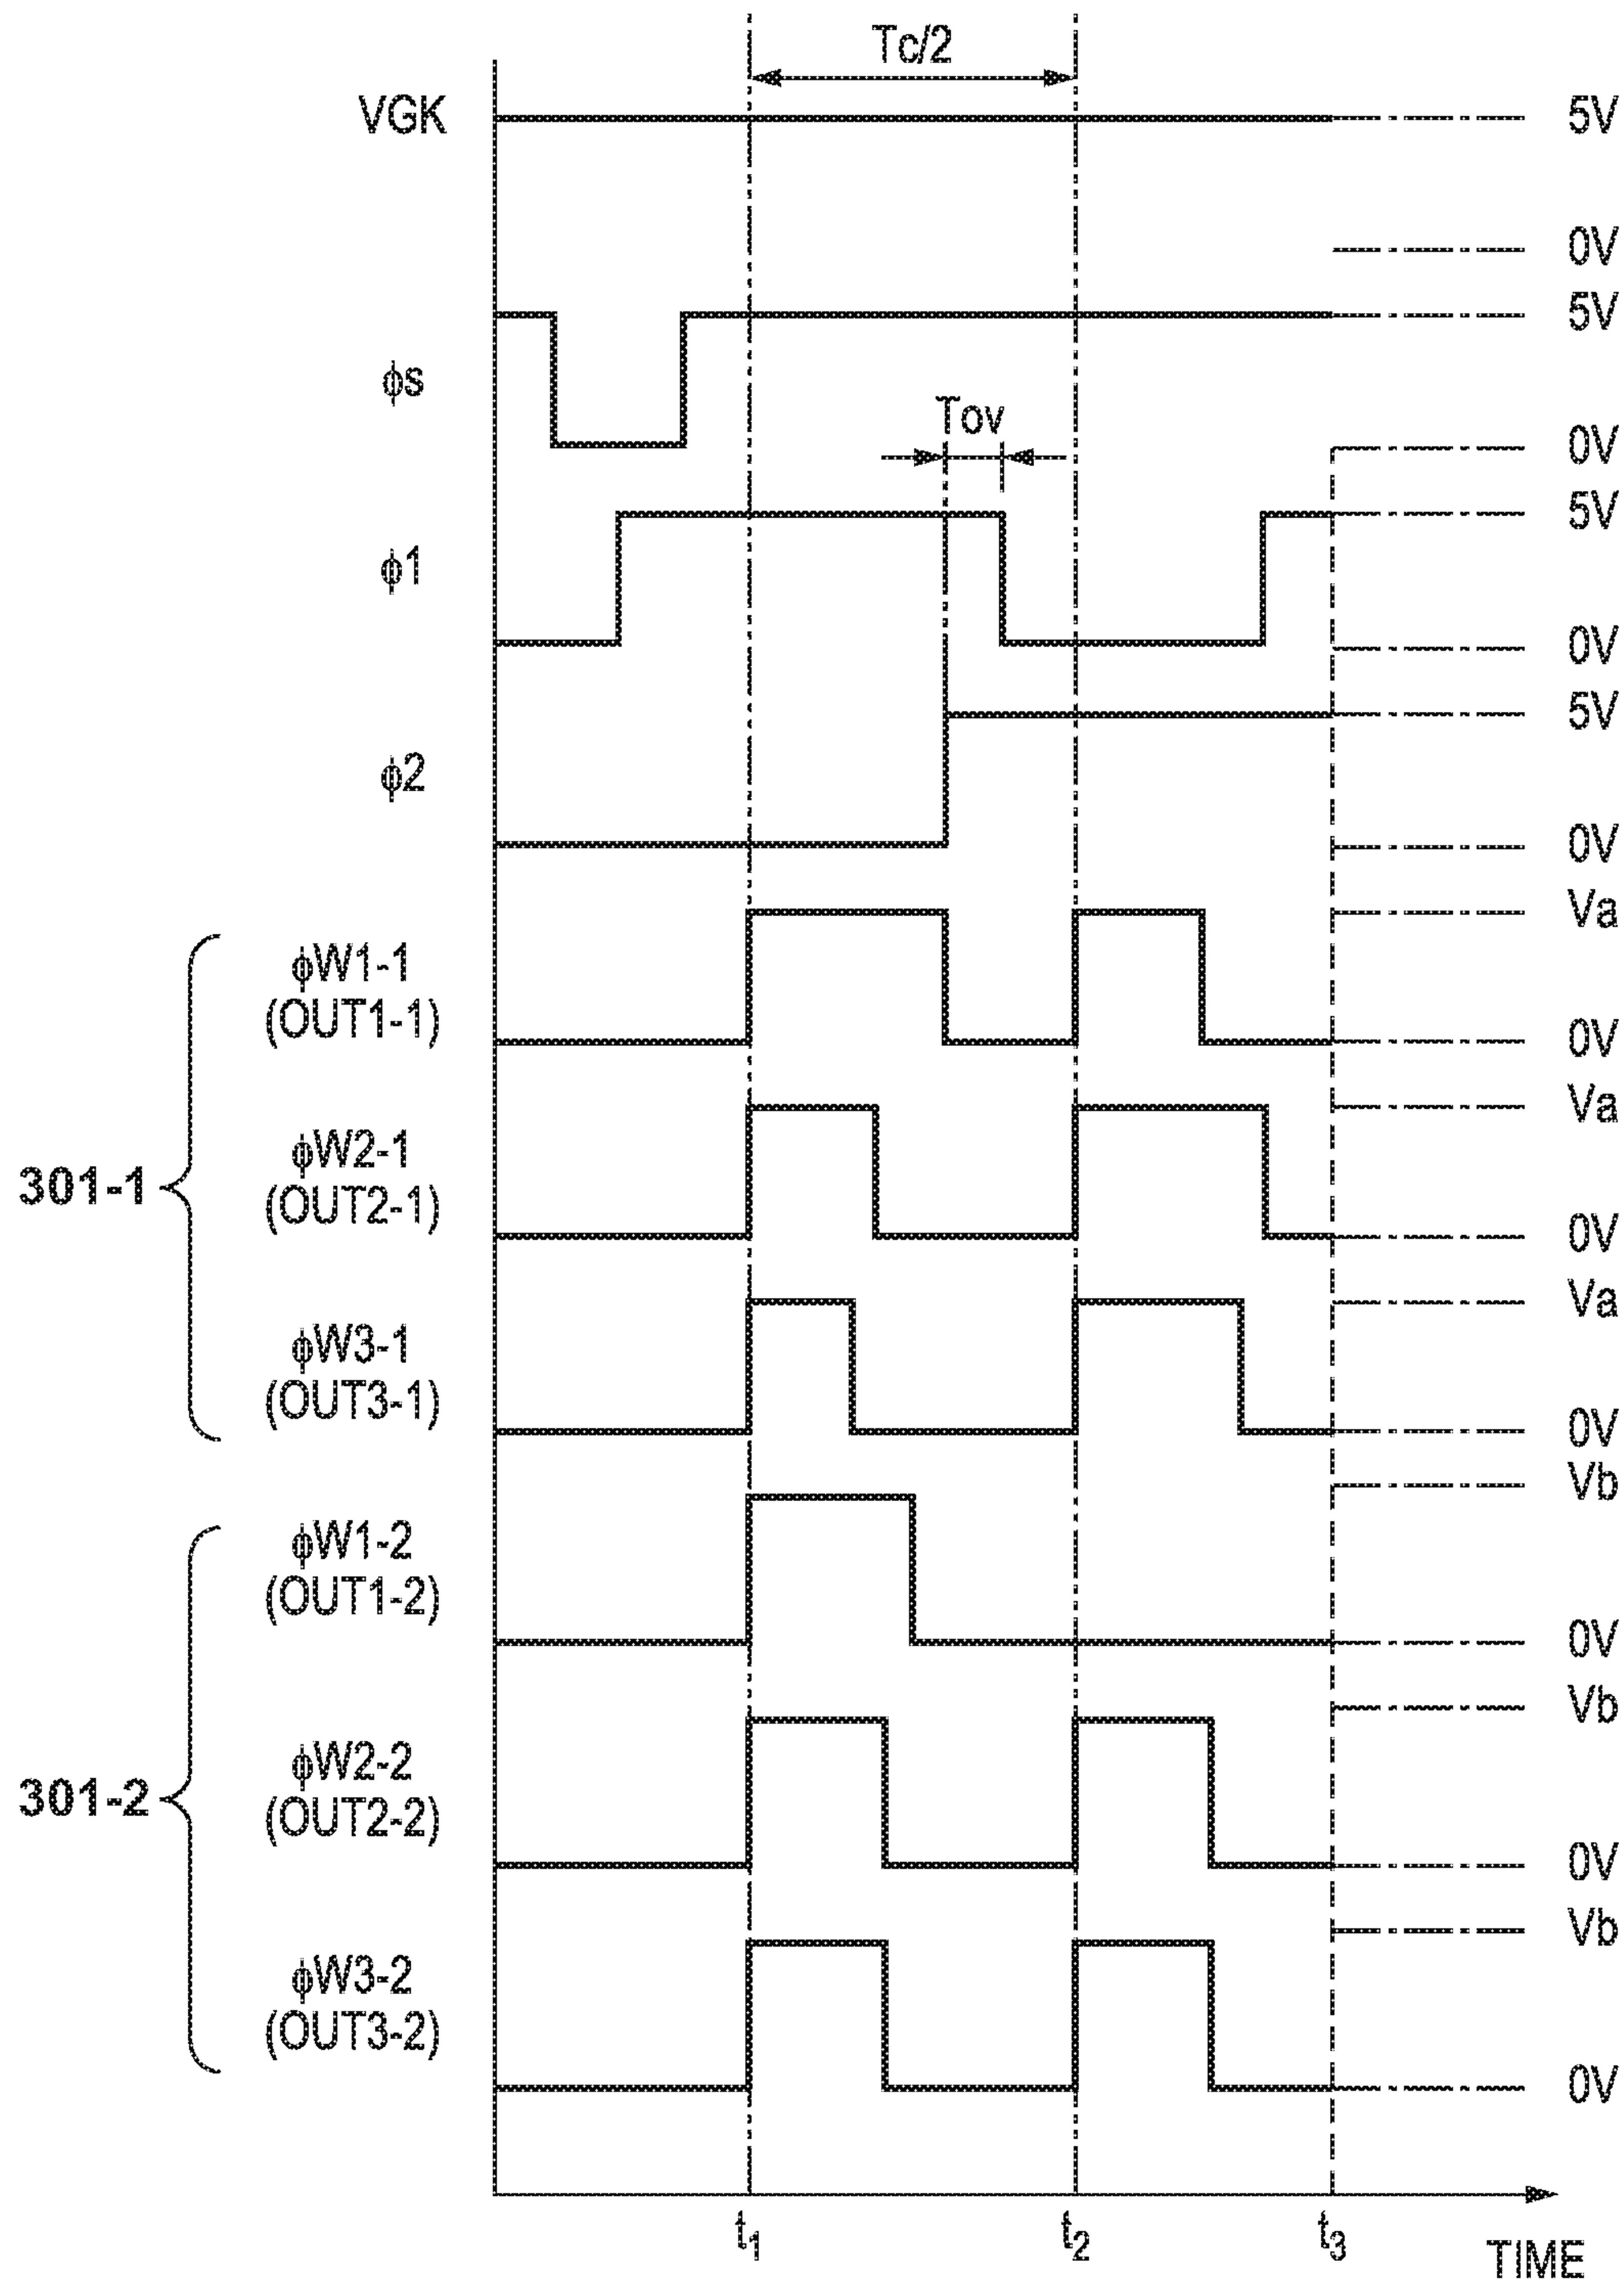 Tc/2
VGK
5V
0V
5V
ϕs
Tov
0V
5V
ϕ1
0V
5V
ϕ2
0V
Va
ϕW1-1
(OUT1-1)
0V
Va
301-1
ϕW2-1
(OUT2-1)
0V
Va
ϕW3-1
(OUT3-1)
0V
Vb
ϕW1-2
(OUT1-2)
0V
Vb
301-2
ϕW2-2
(OUT2-2)
0V
Vb
ϕW3-2
(OUT3-2)
0V
t1
t2
t3
TIME